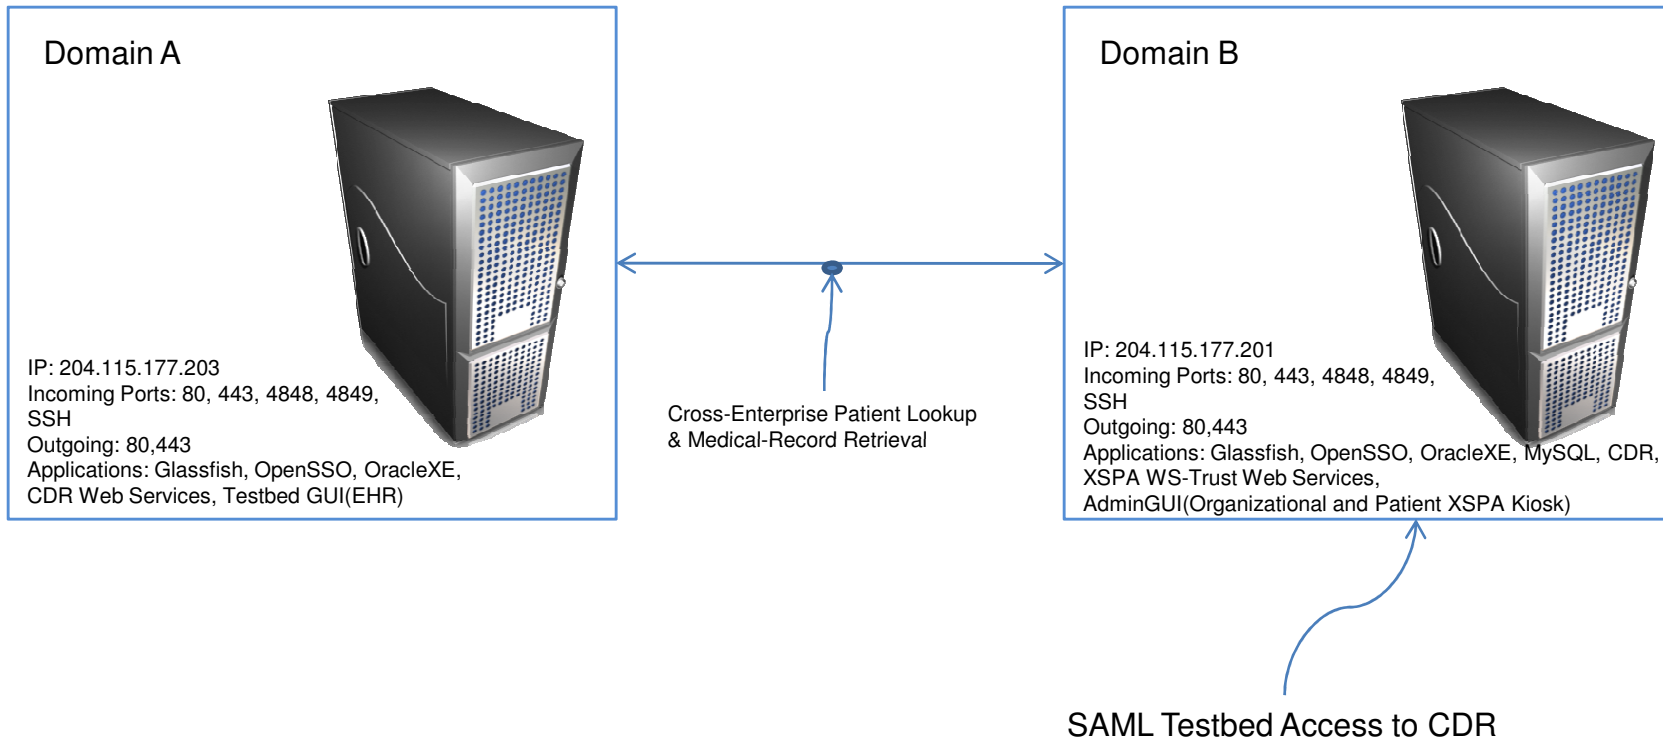 Domain A
IP: 204.115.177.203
Incoming Ports: 80, 443, 4848, 4849,
SSH
Outgoing: 80,443
Applications: Glassfish, OpenSSO, OracleXE,
CDR Web Services, Testbed GUI(EHR)
Cross-Enterprise Patient Lookup
& Medical-Record Retrieval
Domain B
IP: 204.115.177.201
Incoming Ports: 80, 443, 4848, 4849,
SSH
Outgoing: 80,443
Applications: Glassfish, OpenSSO, OracleXE, MySQL, CDR,
XSPA WS-Trust Web Services,
AdminGUI(Organizational and Patient XSPA Kiosk)
SAML Testbed Access to CDR